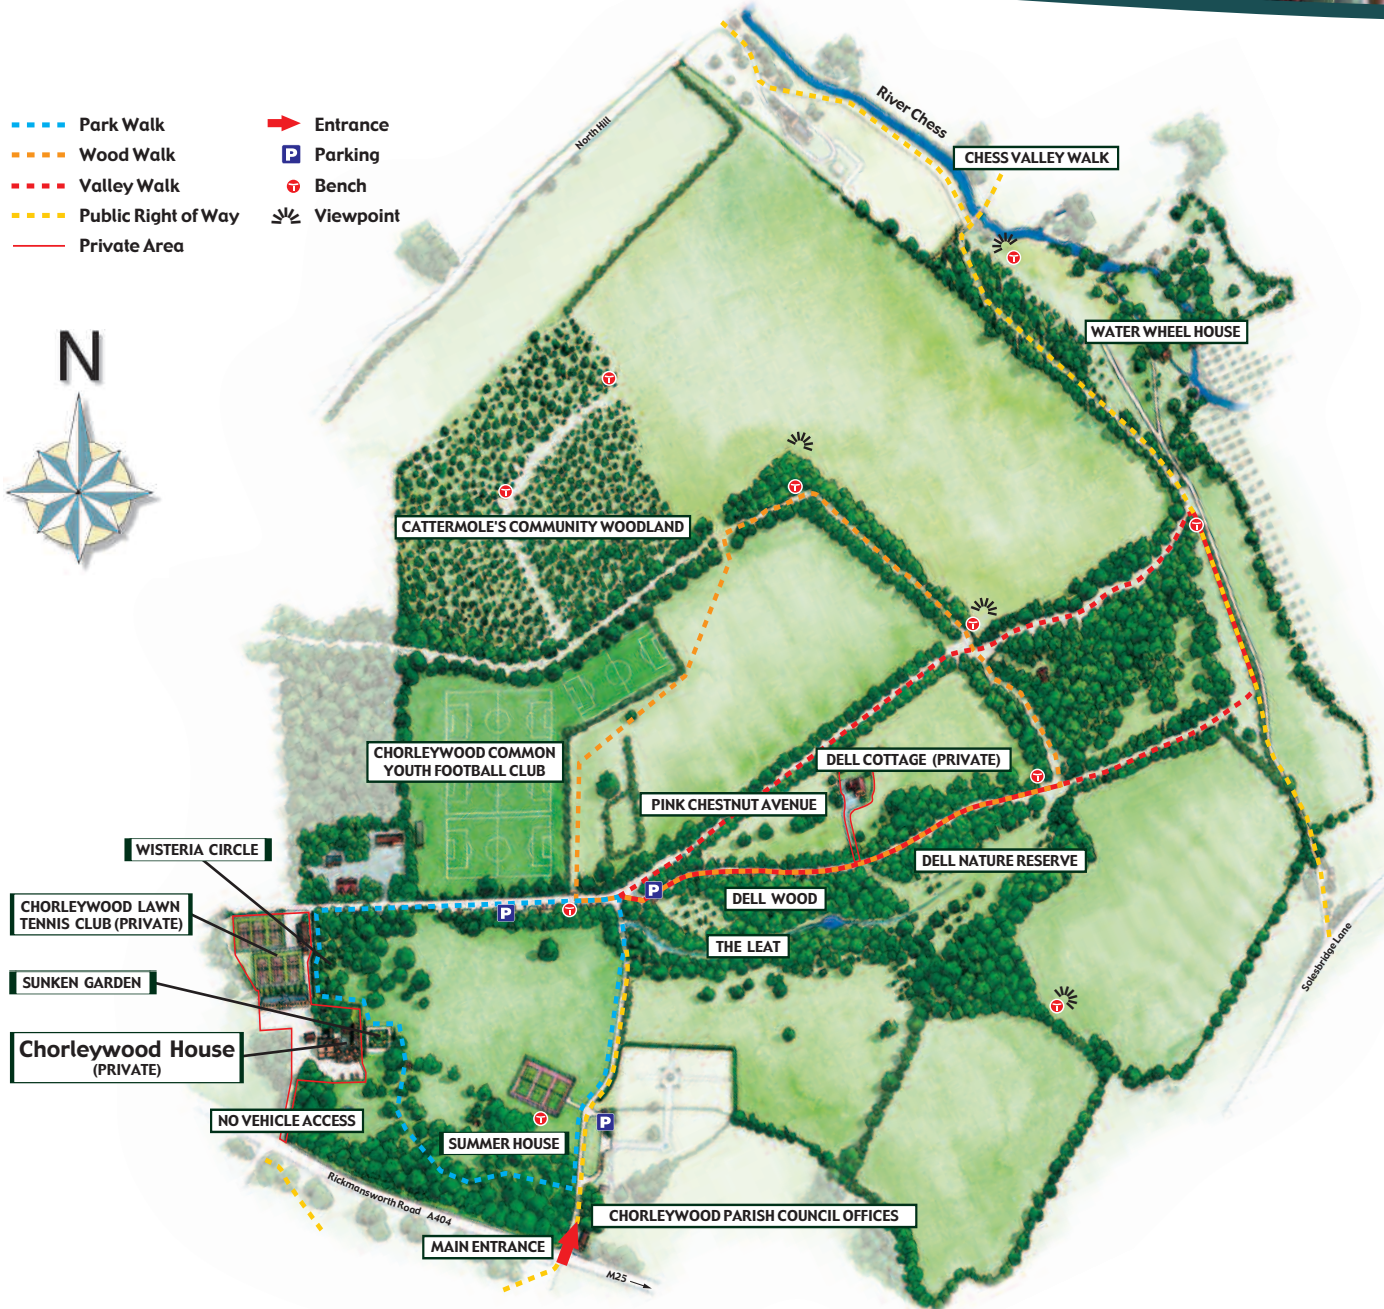 Park Walk
Wood Walk
Valley Walk
Public Right of Way
Private Area
Entrance
P Parking
T Bench
Viewpoint
N
North Hill
River Chess
CHESS VALLEY WALK
WATER WHEEL HOUSE
CATTERMOLE'S COMMUNITY WOODLAND
CHORLEYWOOD COMMON
YOUTH FOOTBALL CLUB
DELL COTTAGE (PRIVATE)
PINK CHESTNUT AVENUE
WISTERIA CIRCLE
DELL NATURE RESERVE
CHORLEYWOOD LAWN
TENNIS CLUB (PRIVATE)
DELL WOOD
THE LEAT
SUNKEN GARDEN
Solesbridge Lane
Chorleywood House
(PRIVATE)
NO VEHICLE ACCESS
SUMMER HOUSE
Rickmansworth Road A404
CHORLEYWOOD PARISH COUNCIL OFFICES
MAIN ENTRANCE
M25